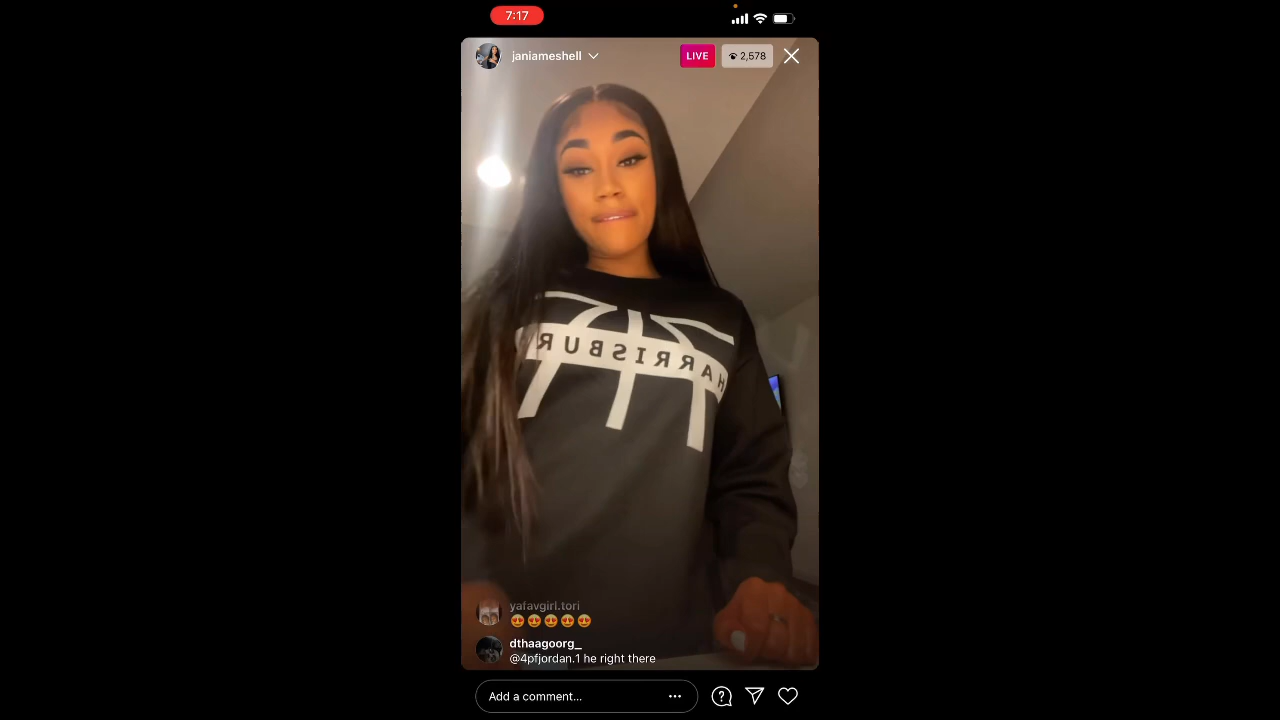 7:17
janiameshell
LIVE
2,578
HARRISBUR
yafavgirl.tori
😍😍😍😍😍
dthaagoorg_
@4pfjordan.1 he right there
Add a comment...